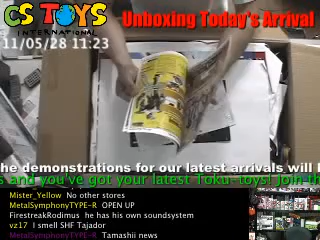 CS TOYS
INTERNATIONAL
Unboxing Today's Arrival
11/05/28 11:23
he demonstrations for our latest arrivals will
s and you've got your latest Toku toys! Join th
Mister_Yellow No other stores
MetalSymphonyTYPE-R OPEN UP
FirestreakRodimus he has his own soundsystem
vz17 I smell SHF Tajador
MetalSymphonyTYPE-R Tamashii news